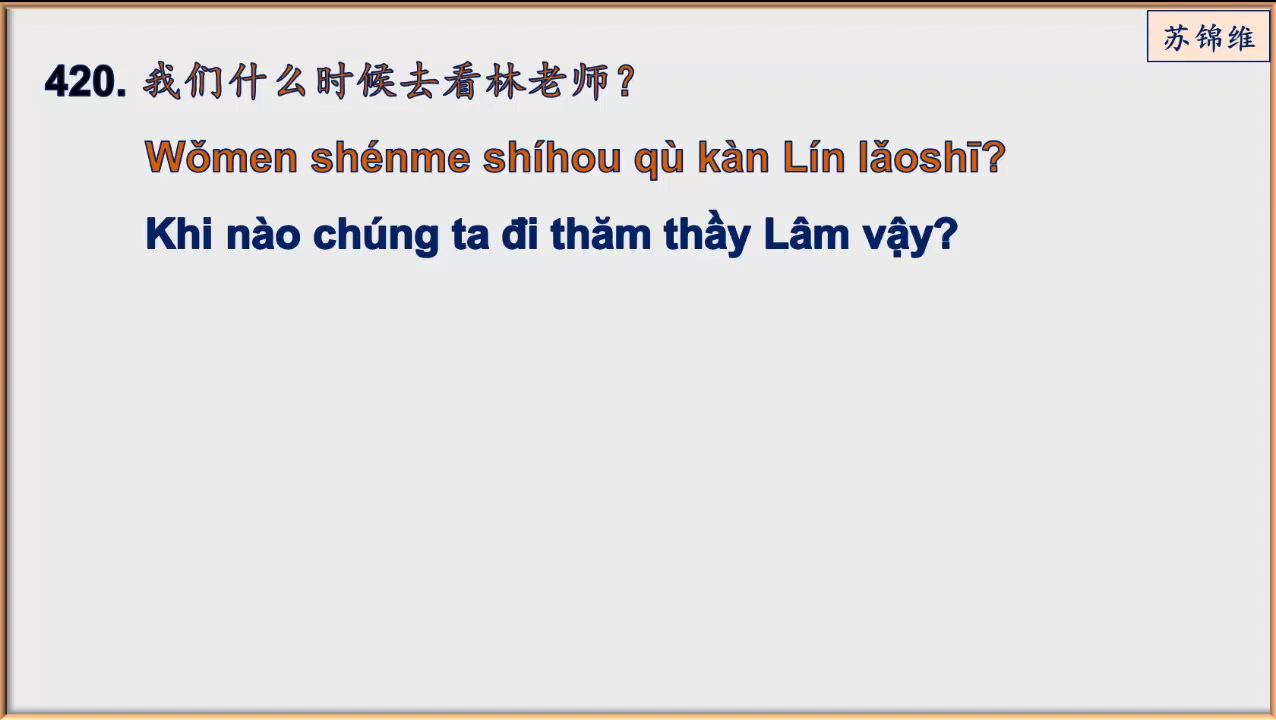 苏锦维
420. 我们什么时候去看林老师？
Wǒmen shénme shíhou qù kàn Lín lǎoshī?
Khi nào chúng ta đi thăm thầy Lâm vậy?